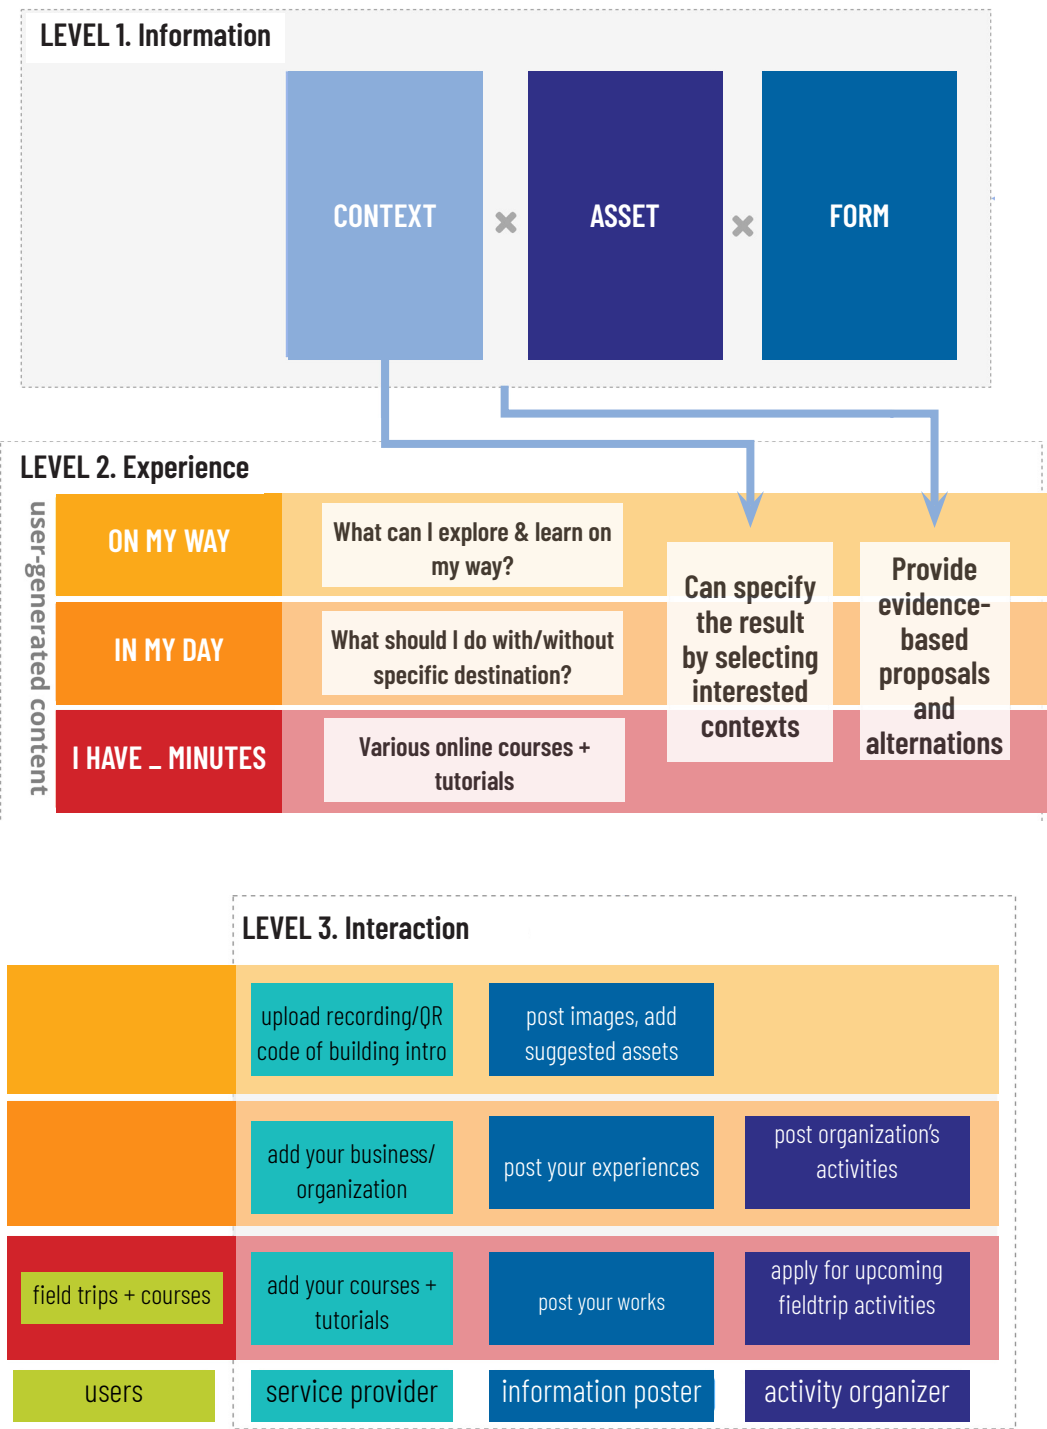 LEVEL 1. Information
CONTEXT
ASSET
FORM
LEVEL 2. Experience
user-generated content
ON MY WAY
What can I explore & learn on
my way?
IN MY DAY
What should I do with/without
specific destination?
I HAVE _ MINUTES
Various online courses +
tutorials
Can specify
the result
by selecting
interested
contexts
Provide
evidence-
based
proposals
and
alternations
LEVEL 3. Interaction
upload recording/QR
code of building intro
post images, add
suggested assets
add your business/
organization
post your experiences
post organization's
activities
field trips + courses
add your courses +
tutorials
post your works
apply for upcoming
fieldtrip activities
users
service provider
information poster
activity organizer